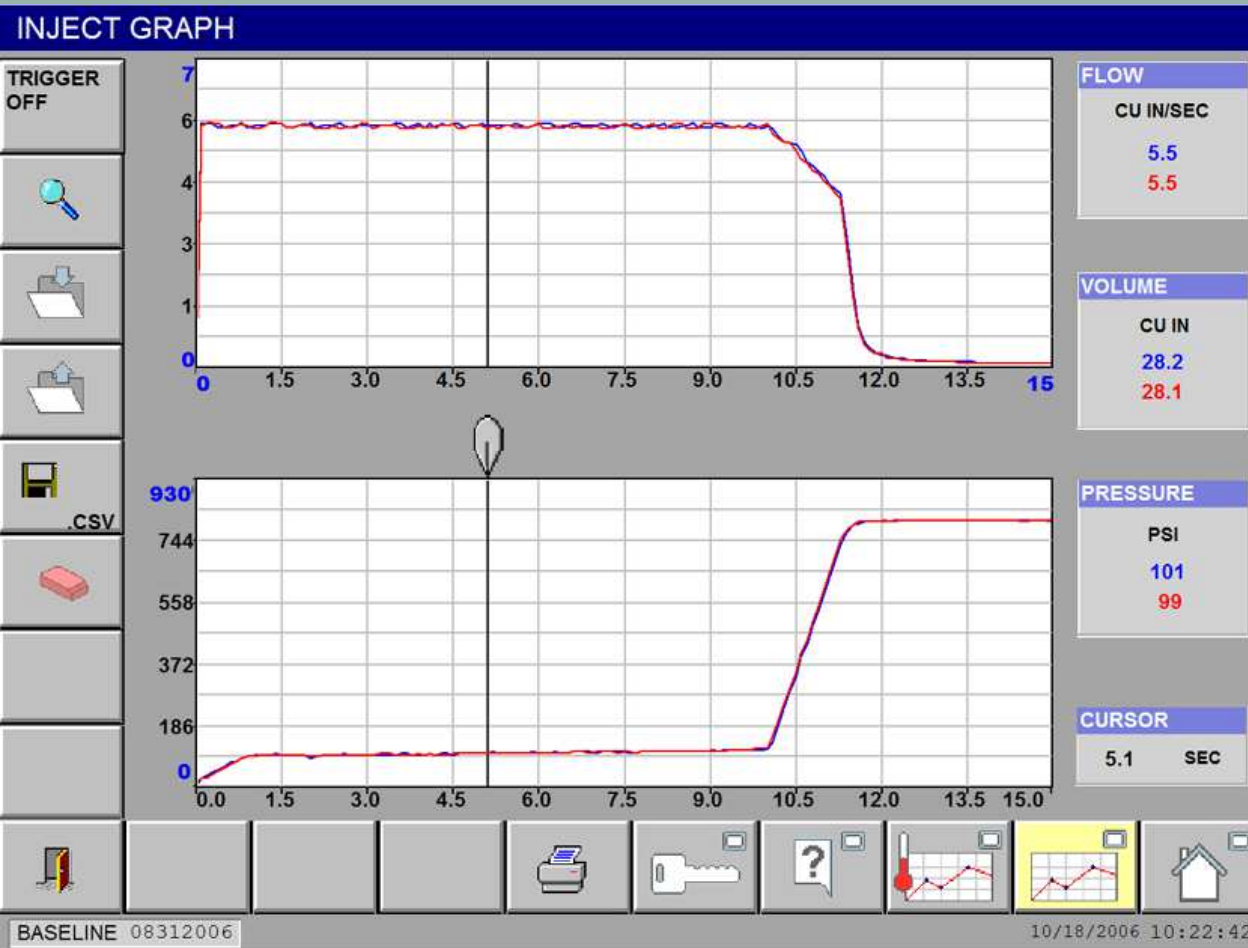 INJECT GRAPH
TRIGGER
OFF
7
6
4
3
1
0
0 1.5 3.0 4.5 6.0 7.5 9.0 10.5 12.0 13.5 15
FLOW
CU IN/SEC
5.5
5.5
VOLUME
CU IN
28.2
28.1
.CSV
930
744
558
372
186
0
0.0 1.5 3.0 4.5 6.0 7.5 9.0 10.5 12.0 13.5 15.0
PRESSURE
PSI
101
99
CURSOR
5.1 SEC
?
BASELINE 08312006
10/18/2006 10:22:42